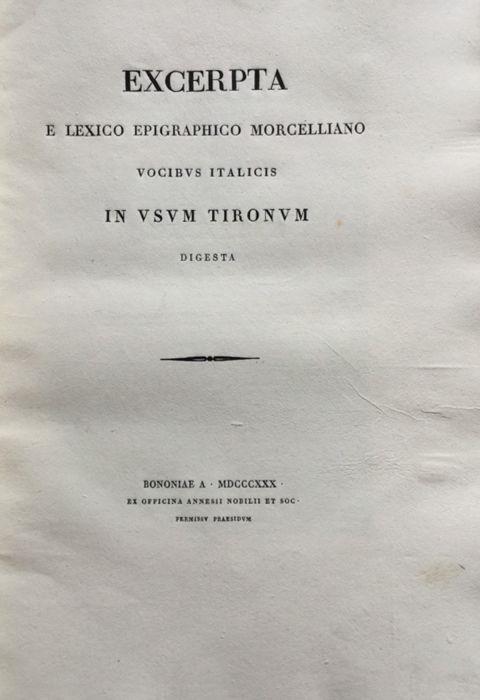 EXCERPTA
E LEXICO EPIGRAPHICO MORCELLIANO
VOCIBVS ITALICIS
IN VSVM TIRONVM
DIGESTA
BONONIAE A · MDCCCXXX ·
EX OFFICINA ANNESII NOBILII ET SOC·
PERMISSV PRAESIDVM